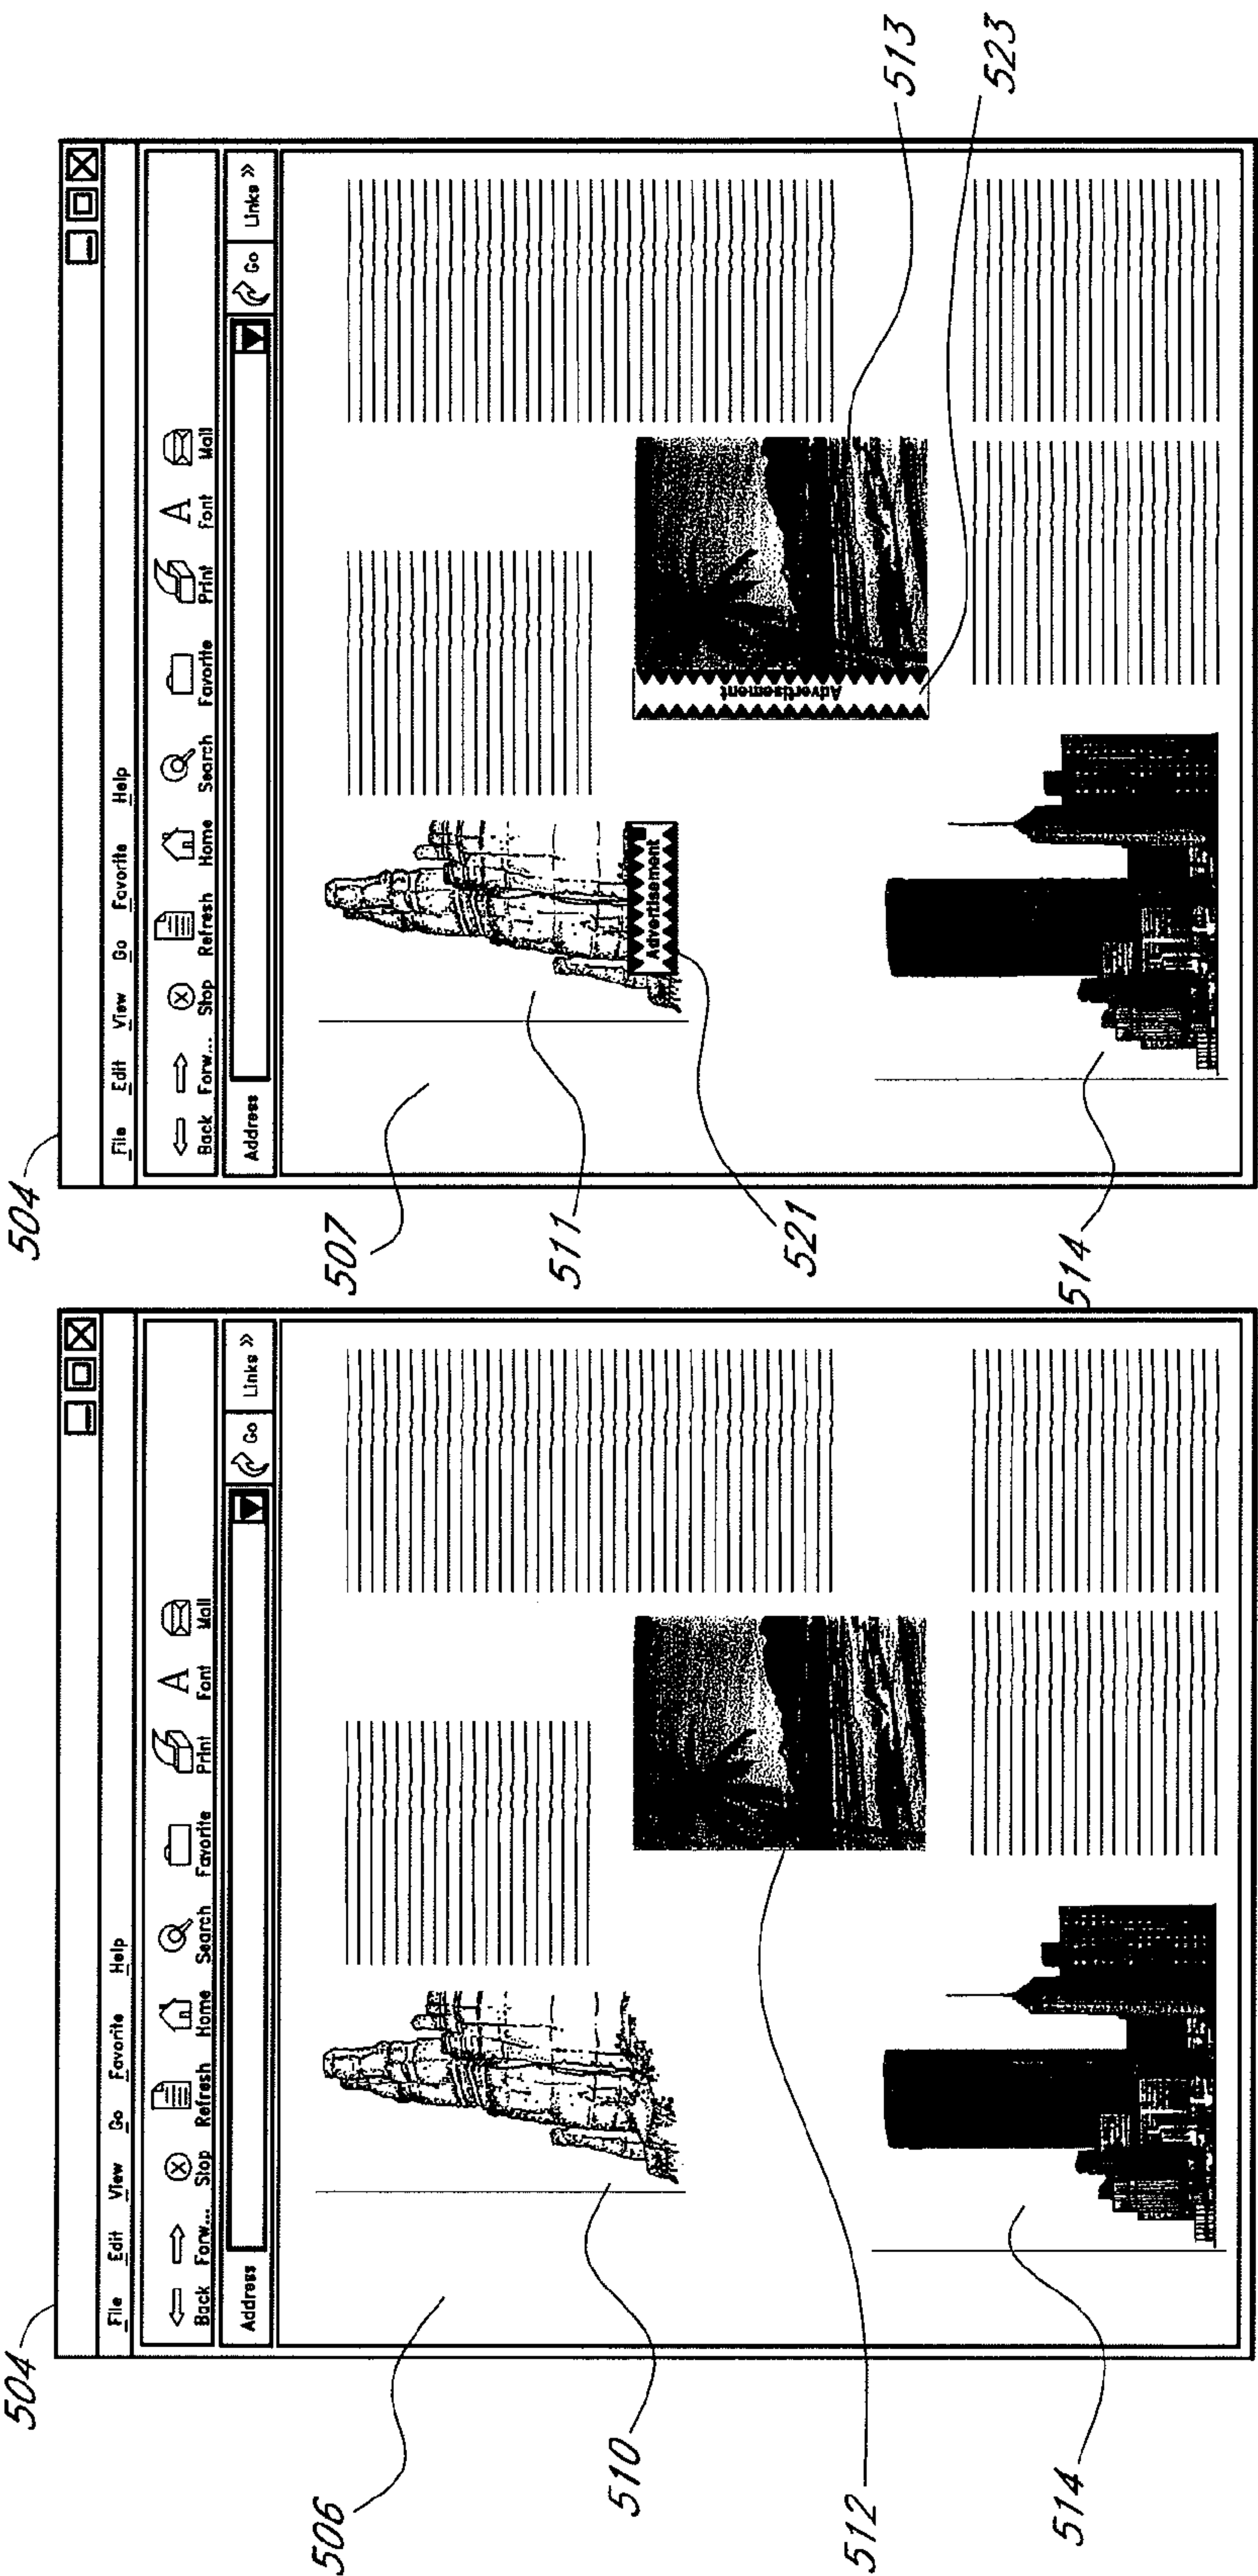 504
File Edit View Go Favorite Help
Back Forw... Stop Refresh Home Search Favorite Print Font Mail
Address Go Links »
506
510
512
514
504
File Edit View Go Favorite Help
Back Forw... Stop Refresh Home Search Favorite Print Font Mail
Address Go Links »
507
511
Advertisement
521
Advertisement
513
523
514